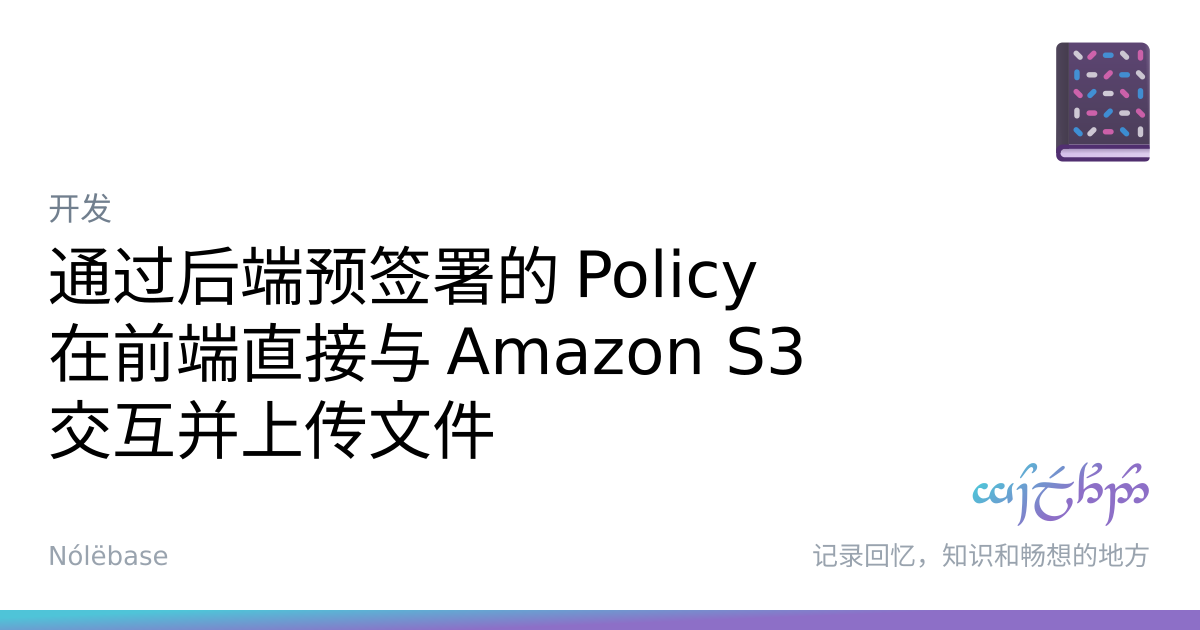 开发
通过后端预签署的 Policy
在前端直接与 Amazon S3
交互并上传文件
Nólëbase
记录回忆，知识和畅想的地方